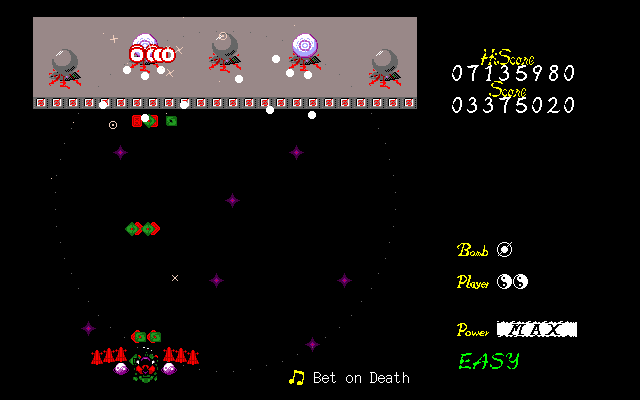 HiScore
07135980
Score
03375020
Bomb
Player
Power MAX
EASY
♫ Bet on Death